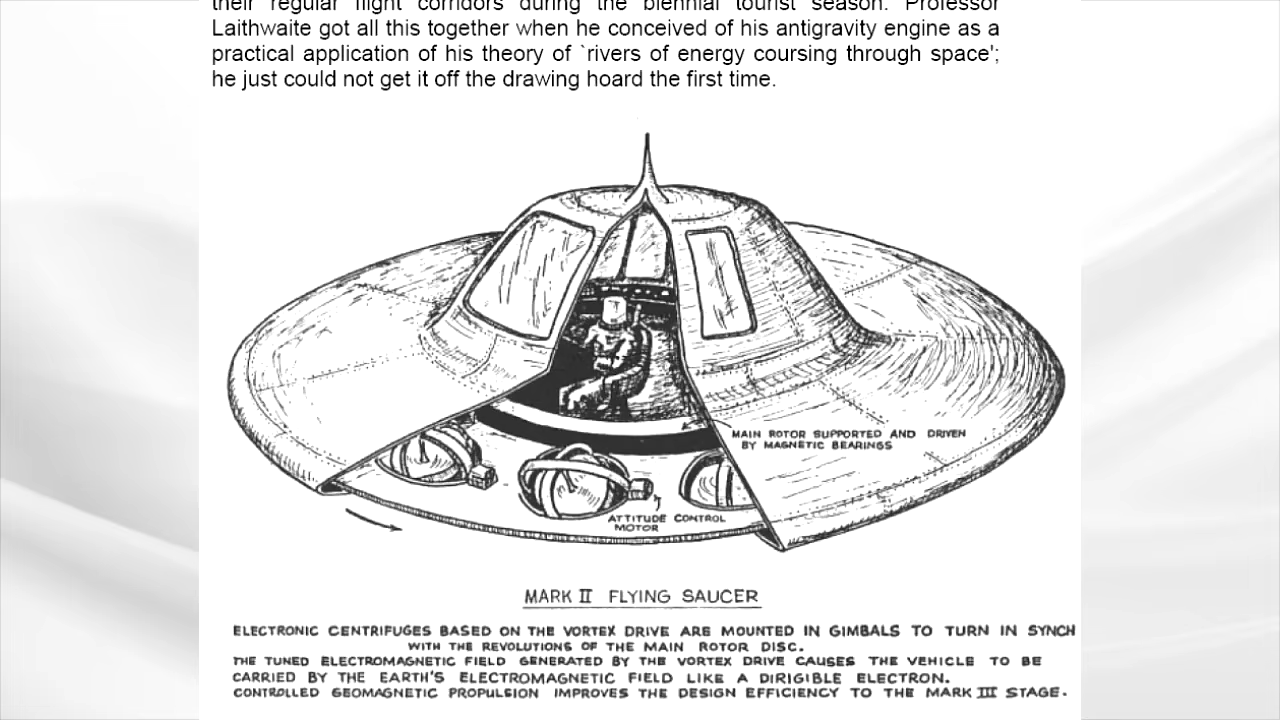 their regular flight corridors during the biennial tourist season. Professor
Laithwaite got all this together when he conceived of his antigravity engine as a
practical application of his theory of `rivers of energy coursing through space';
he just could not get it off the drawing hoard the first time.
MAIN ROTOR SUPPORTED AND DRIVEN
BY MAGNETIC BEARINGS
ATTITUDE CONTROL
MOTOR
MARK II FLYING SAUCER
ELECTRONIC CENTRIFUGES BASED ON THE VORTEX DRIVE ARE MOUNTED IN GIMBALS TO TURN IN SYNCH
WITH THE REVOLUTIONS OF THE MAIN ROTOR DISC.
THE TUNED ELECTROMAGNETIC FIELD GENERATED BY THE VORTEX DRIVE CAUSES THE VEHICLE TO BE
CARRIED BY THE EARTH'S ELECTROMAGNETIC FIELD LIKE A DIRIGIBLE ELECTRON.
CONTROLLED GEOMAGNETIC PROPULSION IMPROVES THE DESIGN EFFICIENCY TO THE MARK III STAGE.